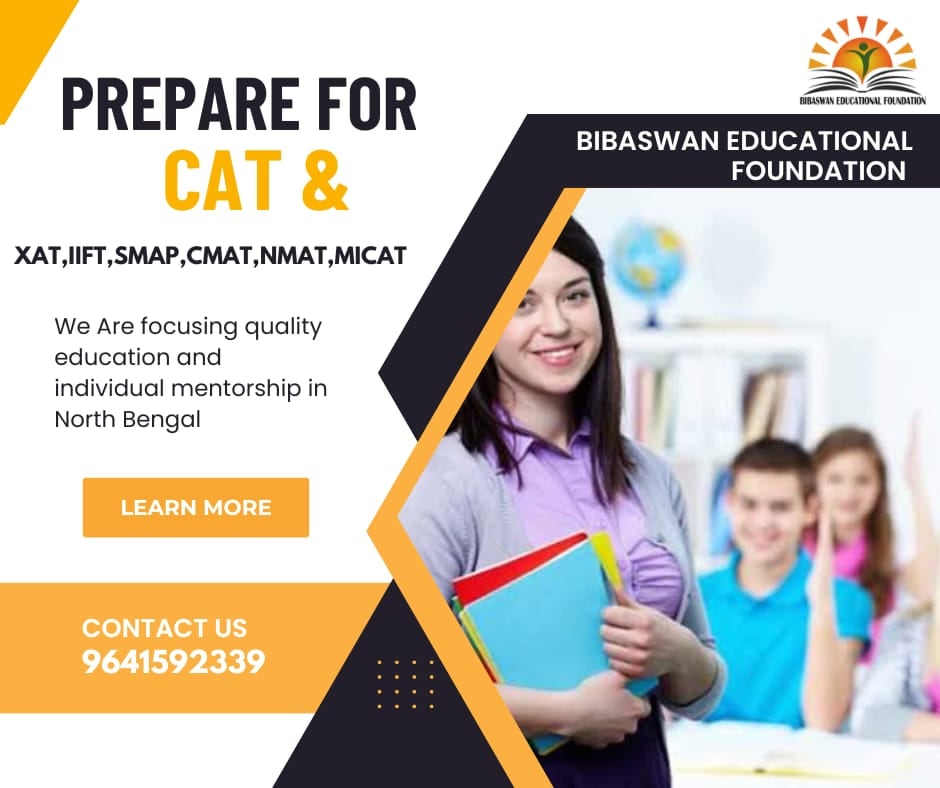 BIBASWAN EDUCATIONAL FOUNDATION
PREPARE FOR
CAT &
XAT,IIFT,SMAP,CMAT,NMAT,MICAT
BIBASWAN EDUCATIONAL
FOUNDATION
We Are focusing quality
education and
individual mentorship in
North Bengal
LEARN MORE
CONTACT US
9641592339